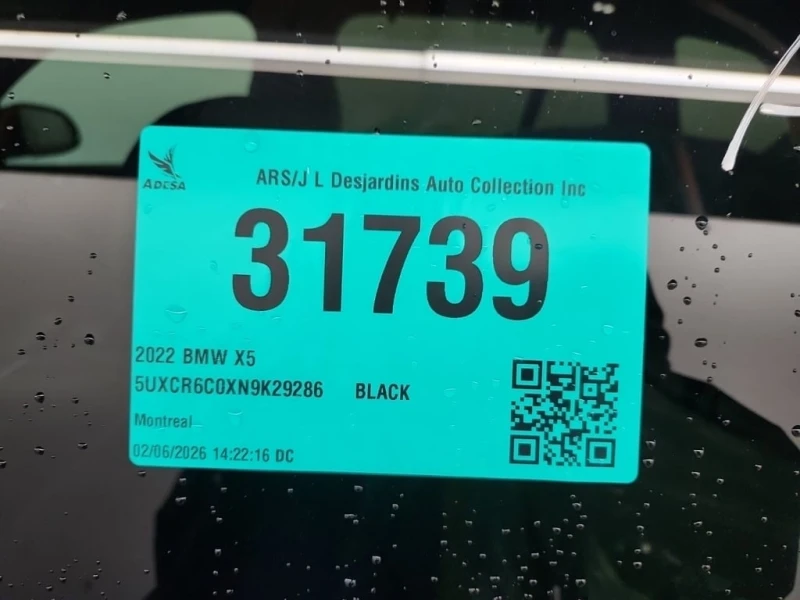 ADESA
ARS/J L Desjardins Auto Collection Inc
31739
2022 BMW X5
5UXCR6C0XN9K29286 BLACK
Montreal
02/06/2026 14:22:16 DC